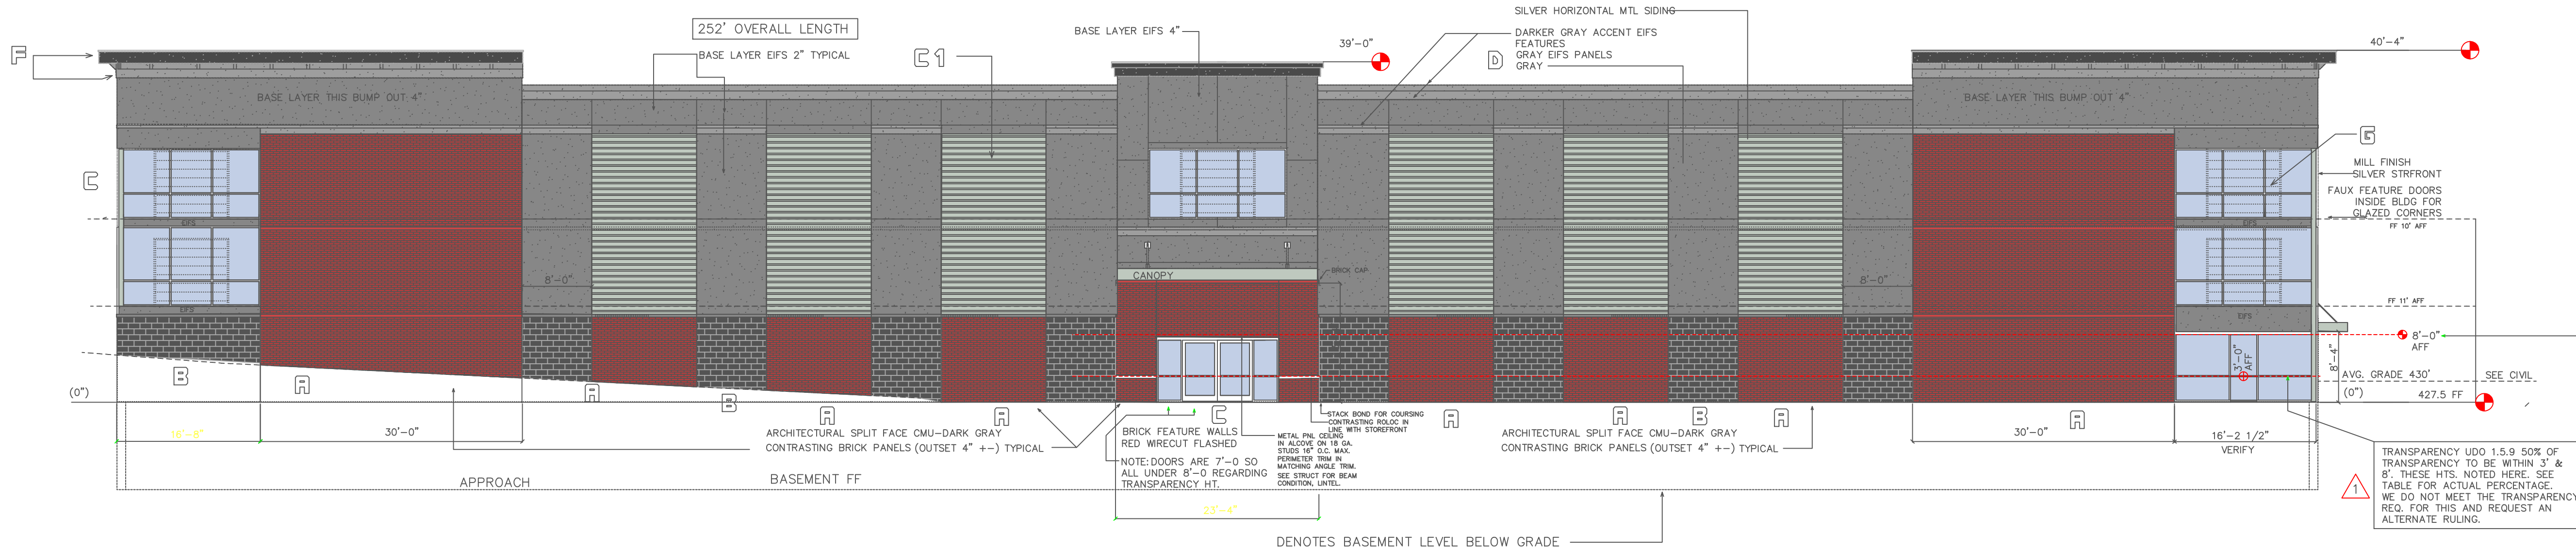 252' OVERALL LENGTH
BASE LAYER EIFS 2" TYPICAL
F
C1
BASE LAYER EIFS 4"
39'-0"
SILVER HORIZONTAL MTL SIDING
DARKER GRAY ACCENT EIFS
FEATURES
GRAY EIFS PANELS
GRAY
D
40'-4"
BASE LAYER THIS BUMP OUT 4"
BASE LAYER THIS BUMP OUT 4"
C
G
MILL FINISH
SILVER STRFRONT
FAUX FEATURE DOORS
INSIDE BLDG FOR
GLAZED CORNERS
FF 10' AFF
EIFS
EIFS
EIFS
EIFS
8'-0"
CANOPY
BRICK CAP
8'-0"
FF 11' AFF
8'-0"
AFF
8'-4"
3'-0"
AFF
AVG. GRADE 430'
SEE CIVIL
(0")
427.5 FF
(0")
B
A
A
B
A
A
C
A
A
B
A
A
16'-8"
30'-0"
ARCHITECTURAL SPLIT FACE CMU-DARK GRAY
CONTRASTING BRICK PANELS (OUTSET 4" +-) TYPICAL
BRICK FEATURE WALLS
RED WIRECUT FLASHED
NOTE: DOORS ARE 7'-0 SO
ALL UNDER 8'-0 REGARDING
TRANSPARENCY HT.
STACK BOND FOR COURSING
CONTRASTING ROLOC IN
LINE WITH STOREFRONT
METAL PNL CEILING
IN ALCOVE ON 18 GA.
STUDS 16" O.C. MAX.
PERIMETER TRIM IN
MATCHING ANGLE TRIM.
SEE STRUCT FOR BEAM
CONDITION, LINTEL.
ARCHITECTURAL SPLIT FACE CMU-DARK GRAY
CONTRASTING BRICK PANELS (OUTSET 4" +-) TYPICAL
30'-0"
16'-2 1/2"
VERIFY
APPROACH
BASEMENT FF
23'-4"
1
TRANSPARENCY UDO 1.5.9 50% OF
TRANSPARENCY TO BE WITHIN 3' &
8'. THESE HTS. NOTED HERE. SEE
TABLE FOR ACTUAL PERCENTAGE.
WE DO NOT MEET THE TRANSPARENCY
REQ. FOR THIS AND REQUEST AN
ALTERNATE RULING.
DENOTES BASEMENT LEVEL BELOW GRADE